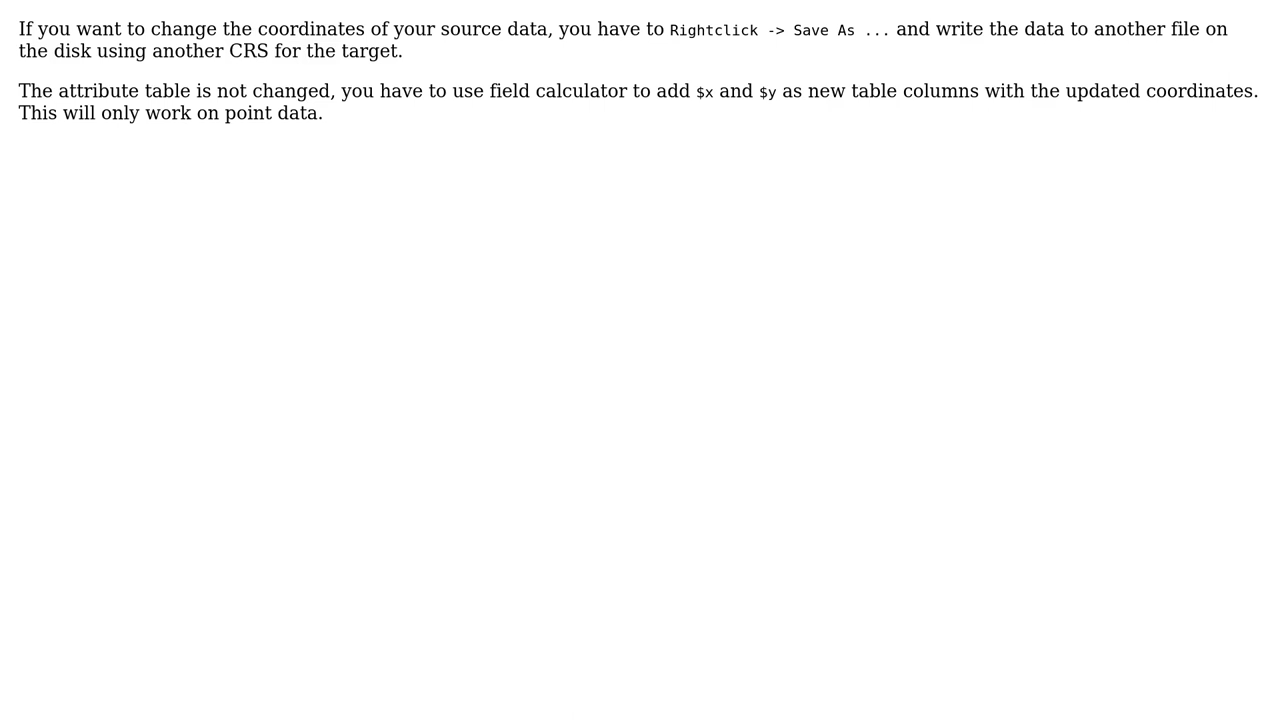 If you want to change the coordinates of your source data, you have to Rightclick -> Save As ... and write the data to another file on
the disk using another CRS for the target.
The attribute table is not changed, you have to use field calculator to add $x and $y as new table columns with the updated coordinates.
This will only work on point data.